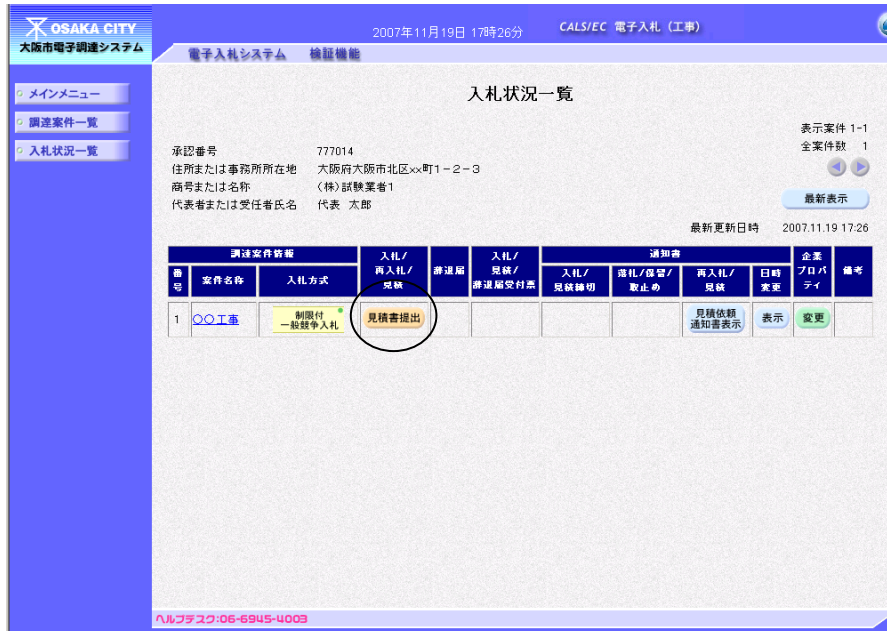 OSAKA CITY
大阪市電子調達システム
2007年11月19日 17時26分
CALS/EC 電子入札（工事）
電子入札システム 検証機能
メインメニュー
調達案件一覧
入札状況一覧
入札状況一覧
表示案件 1-1
全案件数 1
承認番号 777014
住所または事務所所在地 大阪府大阪市北区××町1－2－3
商号または名称 （株）試験業者1
代表者または受任者氏名 代表 太郎
最新表示
最新更新日時 2007.11.19 17:26
調達案件情報
番号
案件名称
入札方式
入札/
再入札/
見積
辞退届
入札/
見積/
辞退届受付票
通知書
入札/
見積締切
落札/保留/
取止め
再入札/
見積
日時
変更
企業
プロパ
ティ
備考
1 〇〇工事
制限付
一般競争入札
見積書提出
見積依頼
通知書表示
表示
変更
ヘルプデスク:06-6945-4003